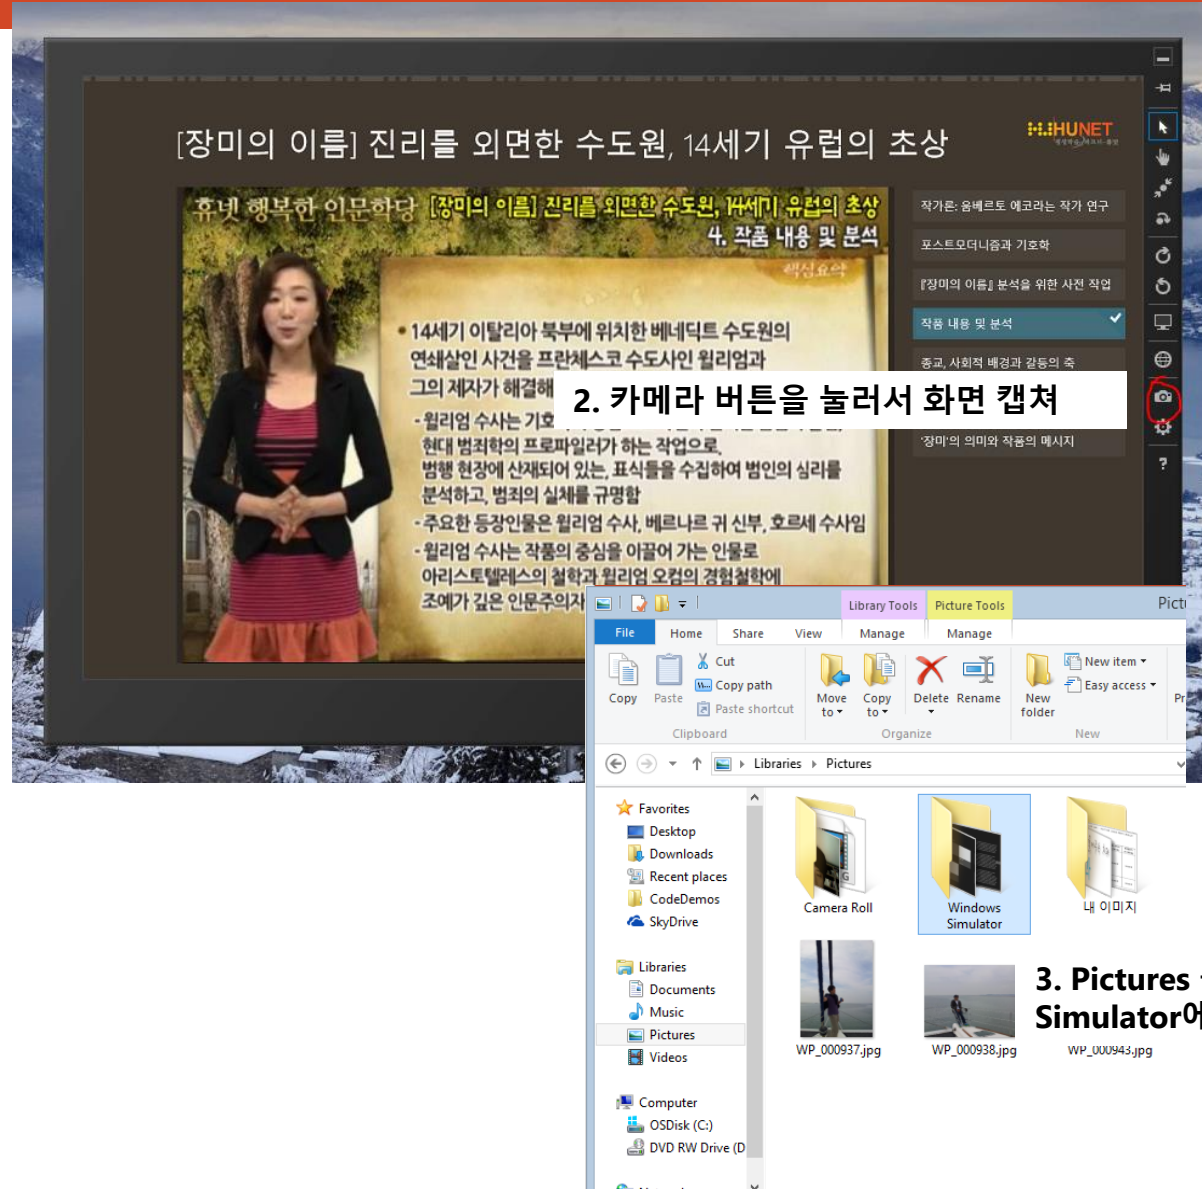 [장미의 이름] 진리를 외면한 수도원, 14세기 유럽의 초상
HUNET
휴넷 행복한 인문학당 [장미의 이름] 진리를 외면한 수도원, 14세기 유럽의 초상
4. 작품 내용 및 분석
핵심요약
• 14세기 이탈리아 북부에 위치한 베네딕트 수도원의
연쇄살인 사건을 프란체스코 수도사인 윌리엄과
그의 제자가 해결해
- 윌리엄 수사는 기호
현대 범죄학의 프로파일러가 하는 작업으로,
범행 현장에 산재되어 있는, 표식들을 수집하여 범인의 심리를
분석하고, 범죄의 실체를 규명함
- 주요한 등장인물은 윌리엄 수사, 베르나르 귀 신부, 호르세 수사임
- 윌리엄 수사는 작품의 중심을 이끌어 가는 인물로
아리스토텔레스의 철학과 윌리엄 오컴의 경험철학에
조예가 깊은 인문주의자
작가론: 움베르토 에코라는 작가 연구
포스트모더니즘과 기호학
『장미의 이름』 분석을 위한 사전 작업
작품 내용 및 분석
종교, 사회적 배경과 갈등의 축
'장미'의 의미와 작품의 메시지
?
2. 카메라 버튼을 눌러서 화면 캡쳐
Library Tools Picture Tools
File Home Share View Manage Manage
Copy
Paste
Cut
Copy path
Paste shortcut
Clipboard
Move to
Copy to
Delete
Rename
Organize
New folder
New item
Easy access
New
Libraries Pictures
Favorites
Desktop
Downloads
Recent places
CodeDemos
SkyDrive
Libraries
Documents
Music
Pictures
Videos
Computer
OSDisk (C:)
DVD RW Drive (D
Camera Roll
Windows
Simulator
내 이미지
WP_000937.jpg
WP_000938.jpg
WP_000943.jpg
3. Pictures
Simulator에